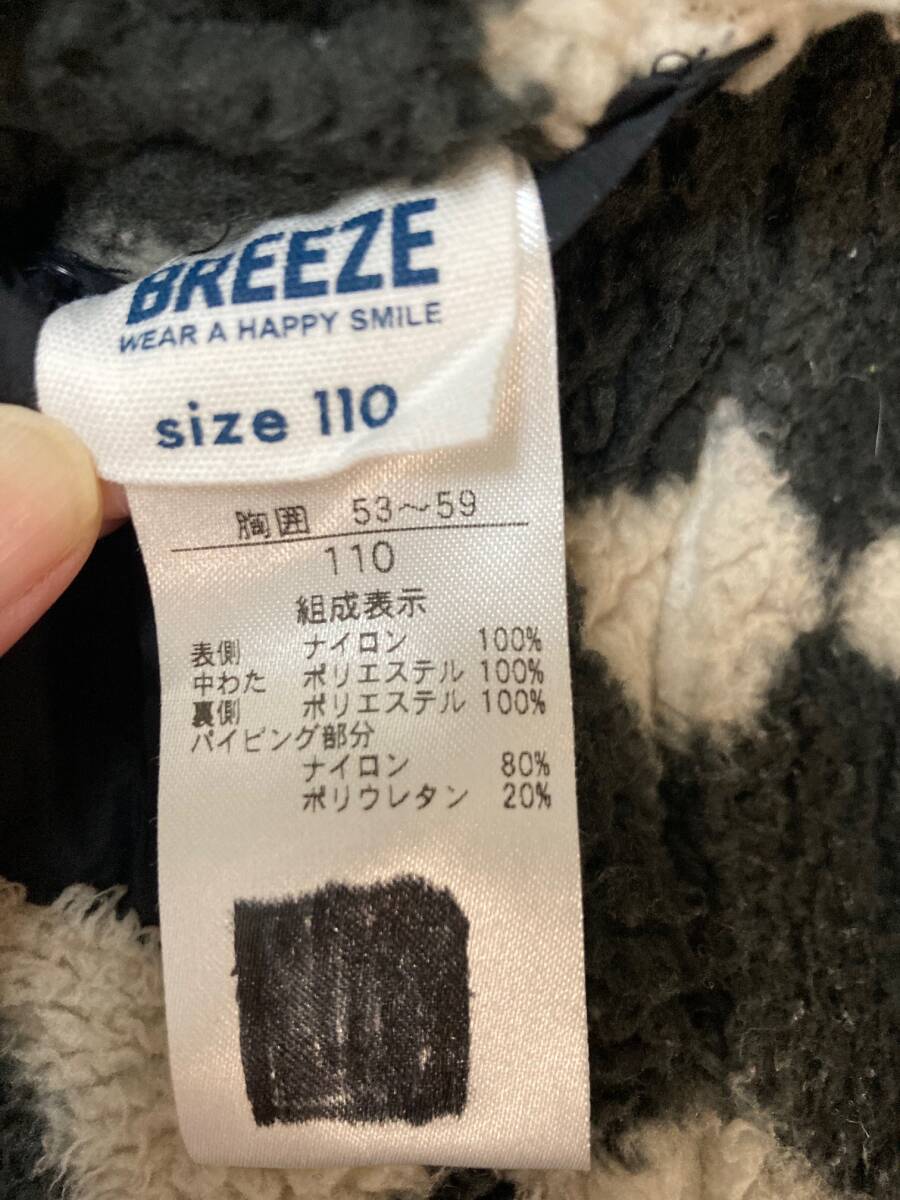 BREEZE
WEAR A HAPPY SMILE
size 110
胸囲 53～59
110
組成表示
表側 ナイロン 100%
中わた ポリエステル 100%
裏側 ポリエステル 100%
パイピング部分
ナイロン 80%
ポリウレタン 20%